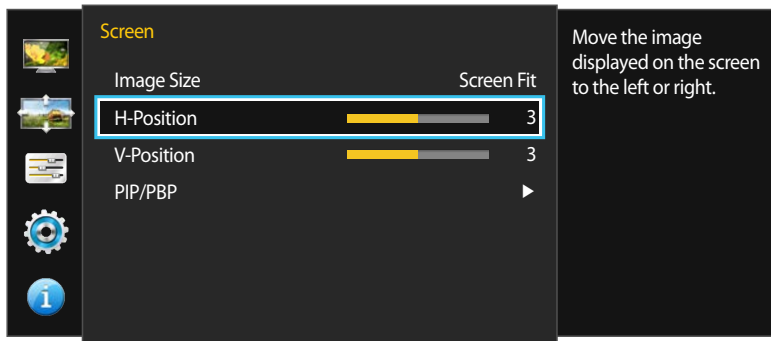 Screen
Image Size Screen Fit
H-Position 3
V-Position 3
PIP/PBP
Move the image
displayed on the screen
to the left or right.
i